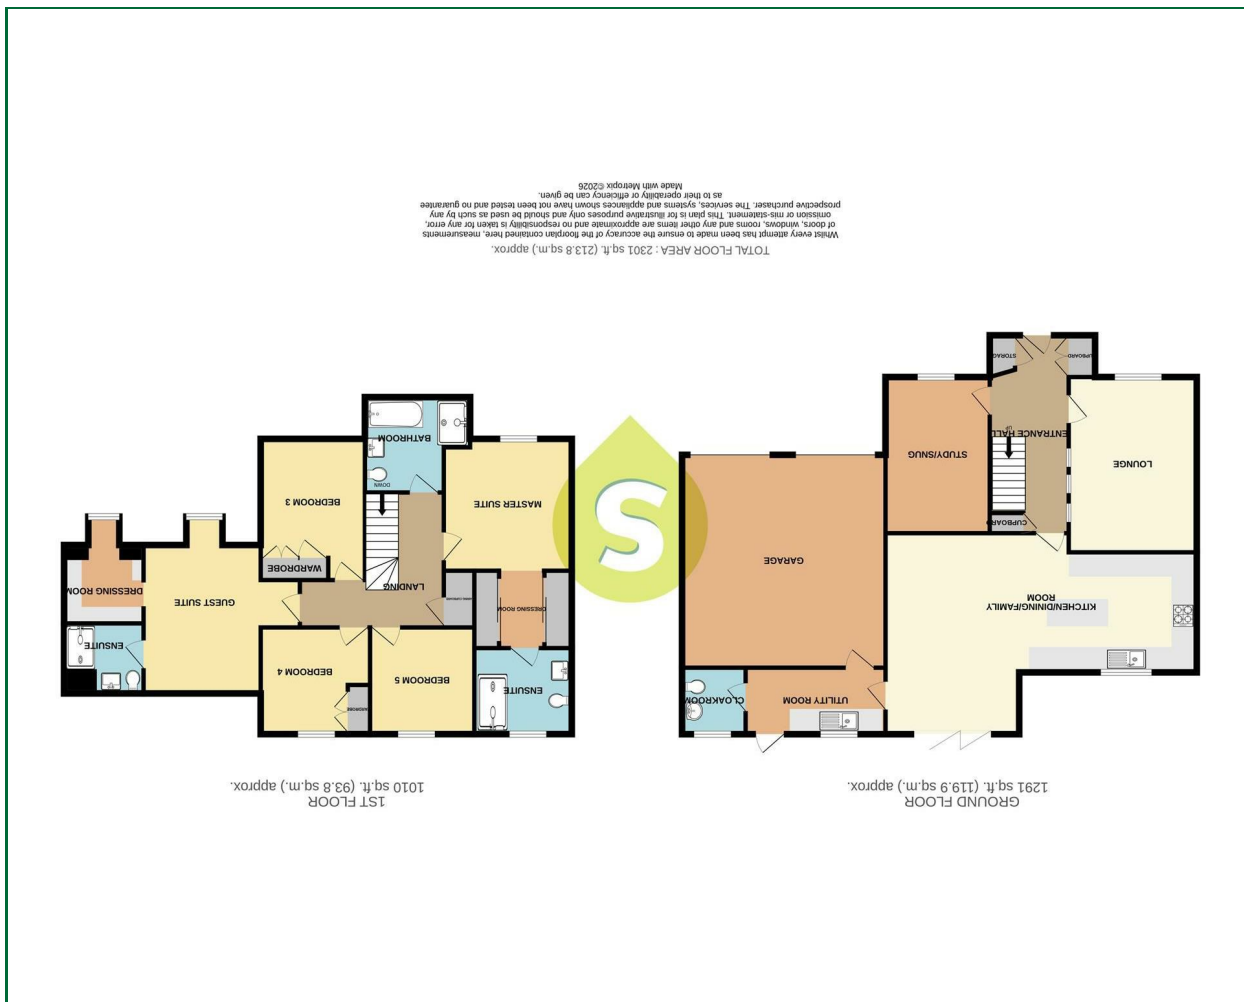 GROUND FLOOR
1291 sq.ft. (119.9 sq.m.) approx.
1ST FLOOR
1010 sq.ft. (93.8 sq.m.) approx.
KITCHEN/DINING/FAMILY
ROOM
UTILITY ROOM
CLOAKROOM
GARAGE
LOUNGE
CUPBOARD
STUDY/SNUG
ENTRANCE HALL
UP
CUPBOARD
STORAGE
ENSUITE
BEDROOM 5
BEDROOM 4
WARDROBE
ENSUITE
DRESSING ROOM
LANDING
GUEST SUITE
DRESSING ROOM
WARDROBE
MASTER SUITE
BEDROOM 3
DOWN
BATHROOM
S
TOTAL FLOOR AREA : 2301 sq.ft. (213.8 sq.m.) approx.
Whilst every attempt has been made to ensure the accuracy of the floorplan contained here, measurements
of doors, windows, rooms and any other items are approximate and no responsibility is taken for any error,
omission or mis-statement. This plan is for illustrative purposes only and should be used as such by any
prospective purchaser. The services, systems and appliances shown have not been tested and no guarantee
as to their operability or efficiency can be given.
Made with Metropix ©2026